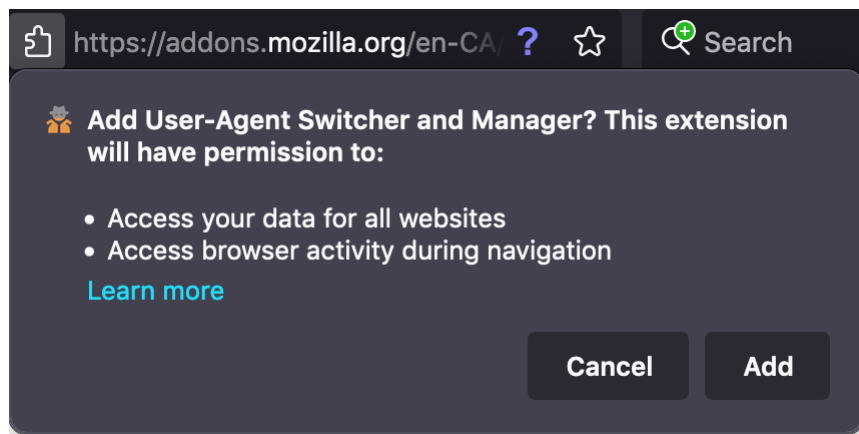 https://addons.mozilla.org/en-CA/
?
Search
Add User-Agent Switcher and Manager? This extension
will have permission to:
• Access your data for all websites
• Access browser activity during navigation
Learn more
Cancel
Add